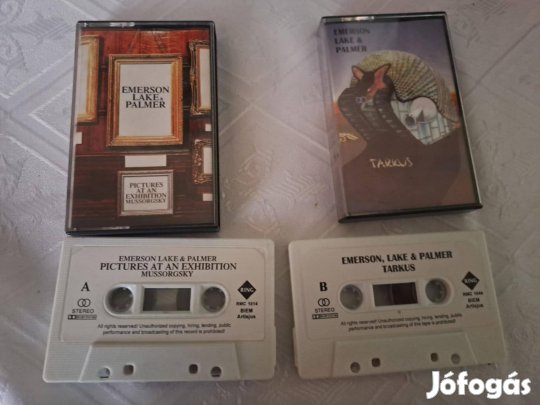 EMERSON
LAKE &
PALMER
PICTURES
AT AN
EXHIBITION
MUSSORGSKY
EMERSON
LAKE &
PALMER
TARKUS
EMERSON LAKE & PALMER
PICTURES AT AN EXHIBITION
MUSSORGSKY
A
STEREO
RING
RMC 1014
BIEM
Artisjus
All rights reserved! Unauthorized copying, hiring, lending, public
performance and broadcasting of this record is prohibited!
EMERSON, LAKE & PALMER
TARKUS
B
STEREO
RING
BIEM
Artisjus
All rights reserved! Unauthorized copying, hiring, lending, public
performance and broadcasting of this tape is prohibited!
Jófogás